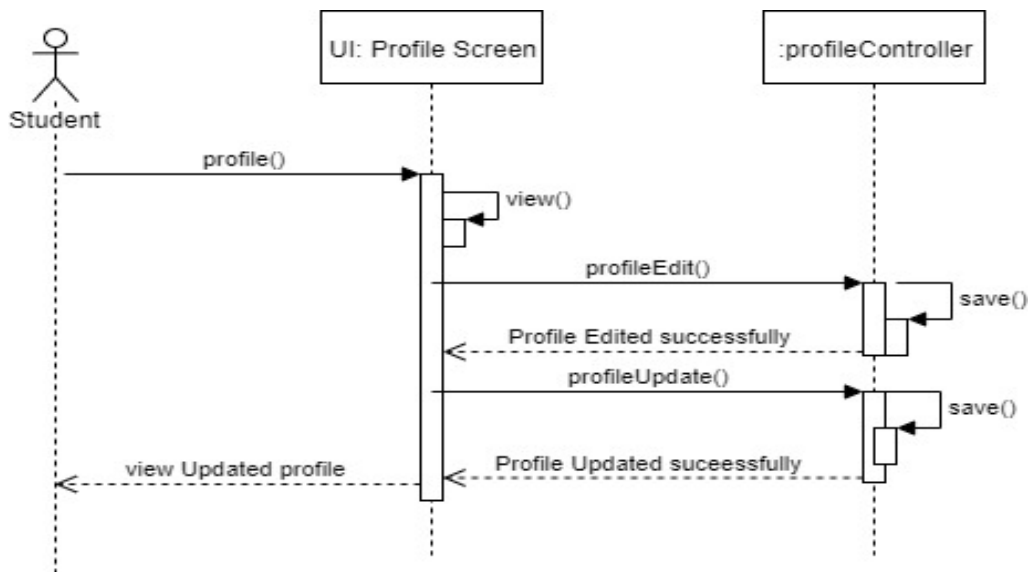 UI: Profile Screen
:profileController
Student
profile()
view()
profileEdit()
save()
Profile Edited successfully
profileUpdate()
save()
Profile Updated suceessfully
view Updated profile